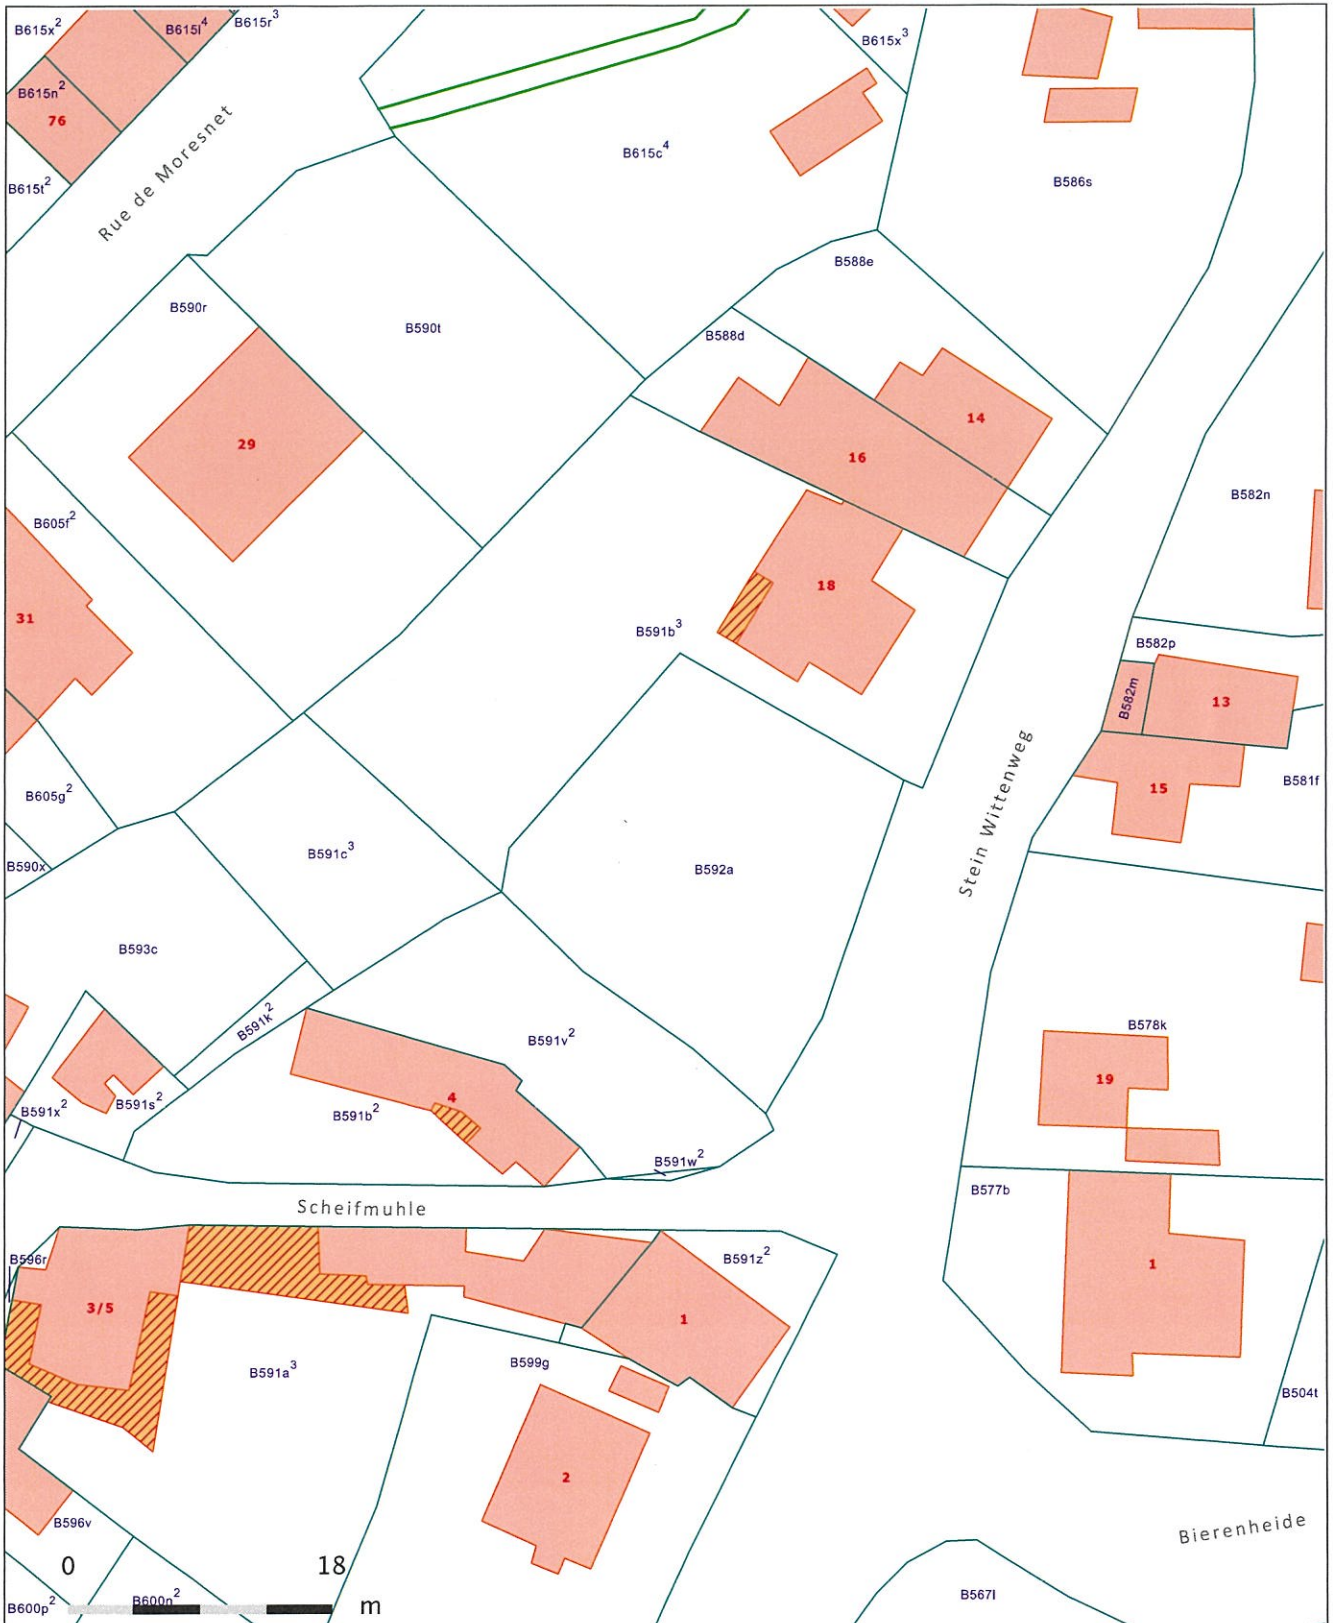 B615x²
B615l⁴
B615r³
B615x³
B615n²
76
B615t²
Rue de Moresnet
B615c⁴
B586s
B588e
B590r
B590t
B588d
14
29
16
B582n
B605f²
18
31
B591b³
B582p
B582m
13
Stein Wittenweg
B605g²
15
B581f
B590x
B591c³
B592a
B593c
B591k²
B591v²
B578k
19
B591x²
B591s²
4
B591b²
B591w²
B577b
Scheifmuhle
B596r
B591z²
1
3/5
1
B591a³
B599g
B504t
2
B596v
Bierenheide
0 18
m
B600p²
B600n²
B567l